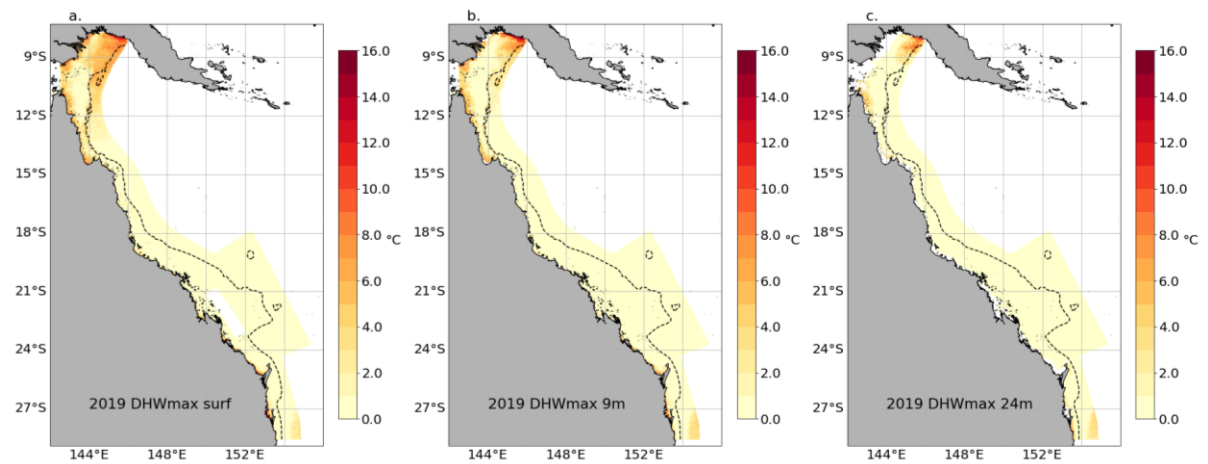 a.
9°S
12°S
15°S
18°S
21°S
24°S
27°S
144°E 148°E 152°E
2019 DHWmax surf
16.0
14.0
12.0
10.0
8.0
6.0
4.0
2.0
0.0
°C
b.
9°S
12°S
15°S
18°S
21°S
24°S
27°S
144°E 148°E 152°E
2019 DHWmax 9m
16.0
14.0
12.0
10.0
8.0
6.0
4.0
2.0
0.0
°C
c.
9°S
12°S
15°S
18°S
21°S
24°S
27°S
144°E 148°E 152°E
2019 DHWmax 24m
16.0
14.0
12.0
10.0
8.0
6.0
4.0
2.0
0.0
°C